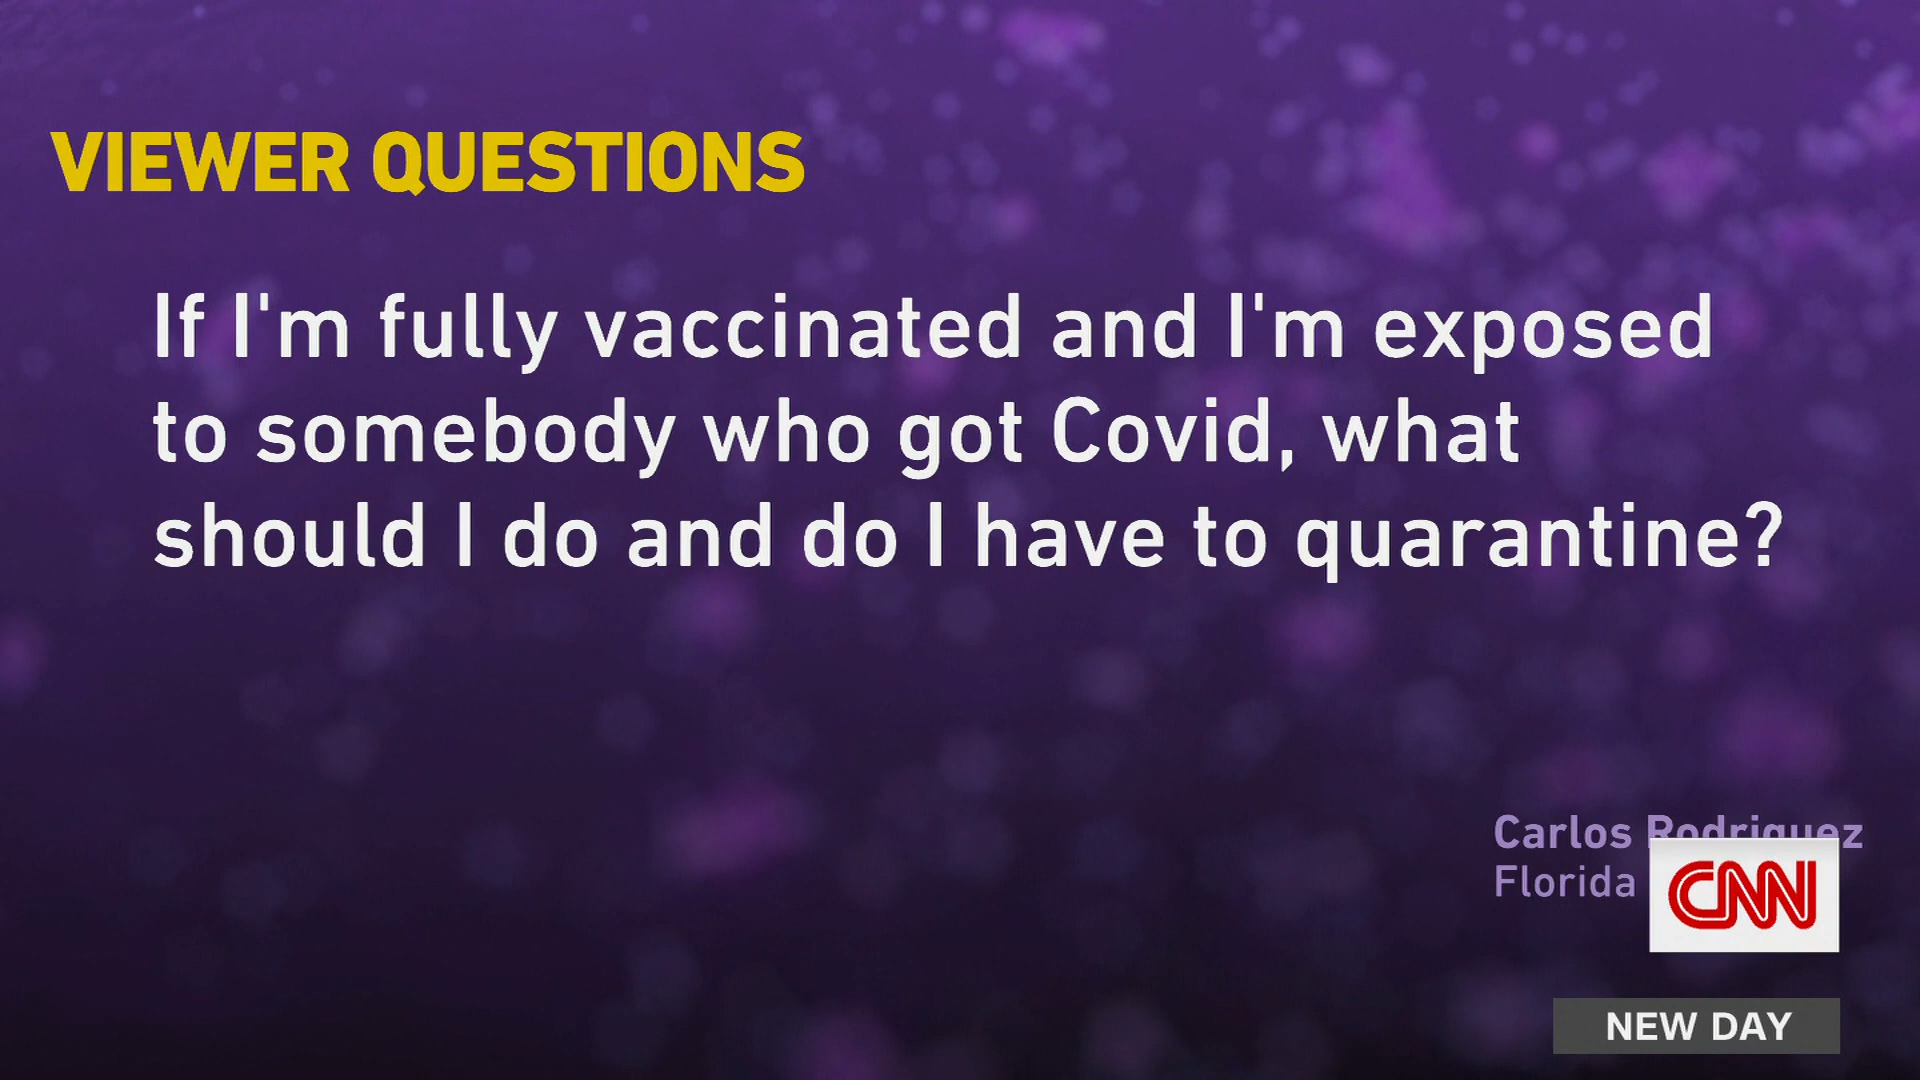 VIEWER QUESTIONS
If I'm fully vaccinated and I'm exposed
to somebody who got Covid, what
should I do and do I have to quarantine?
Carlos Rodriguez
Florida
CNN
NEW DAY